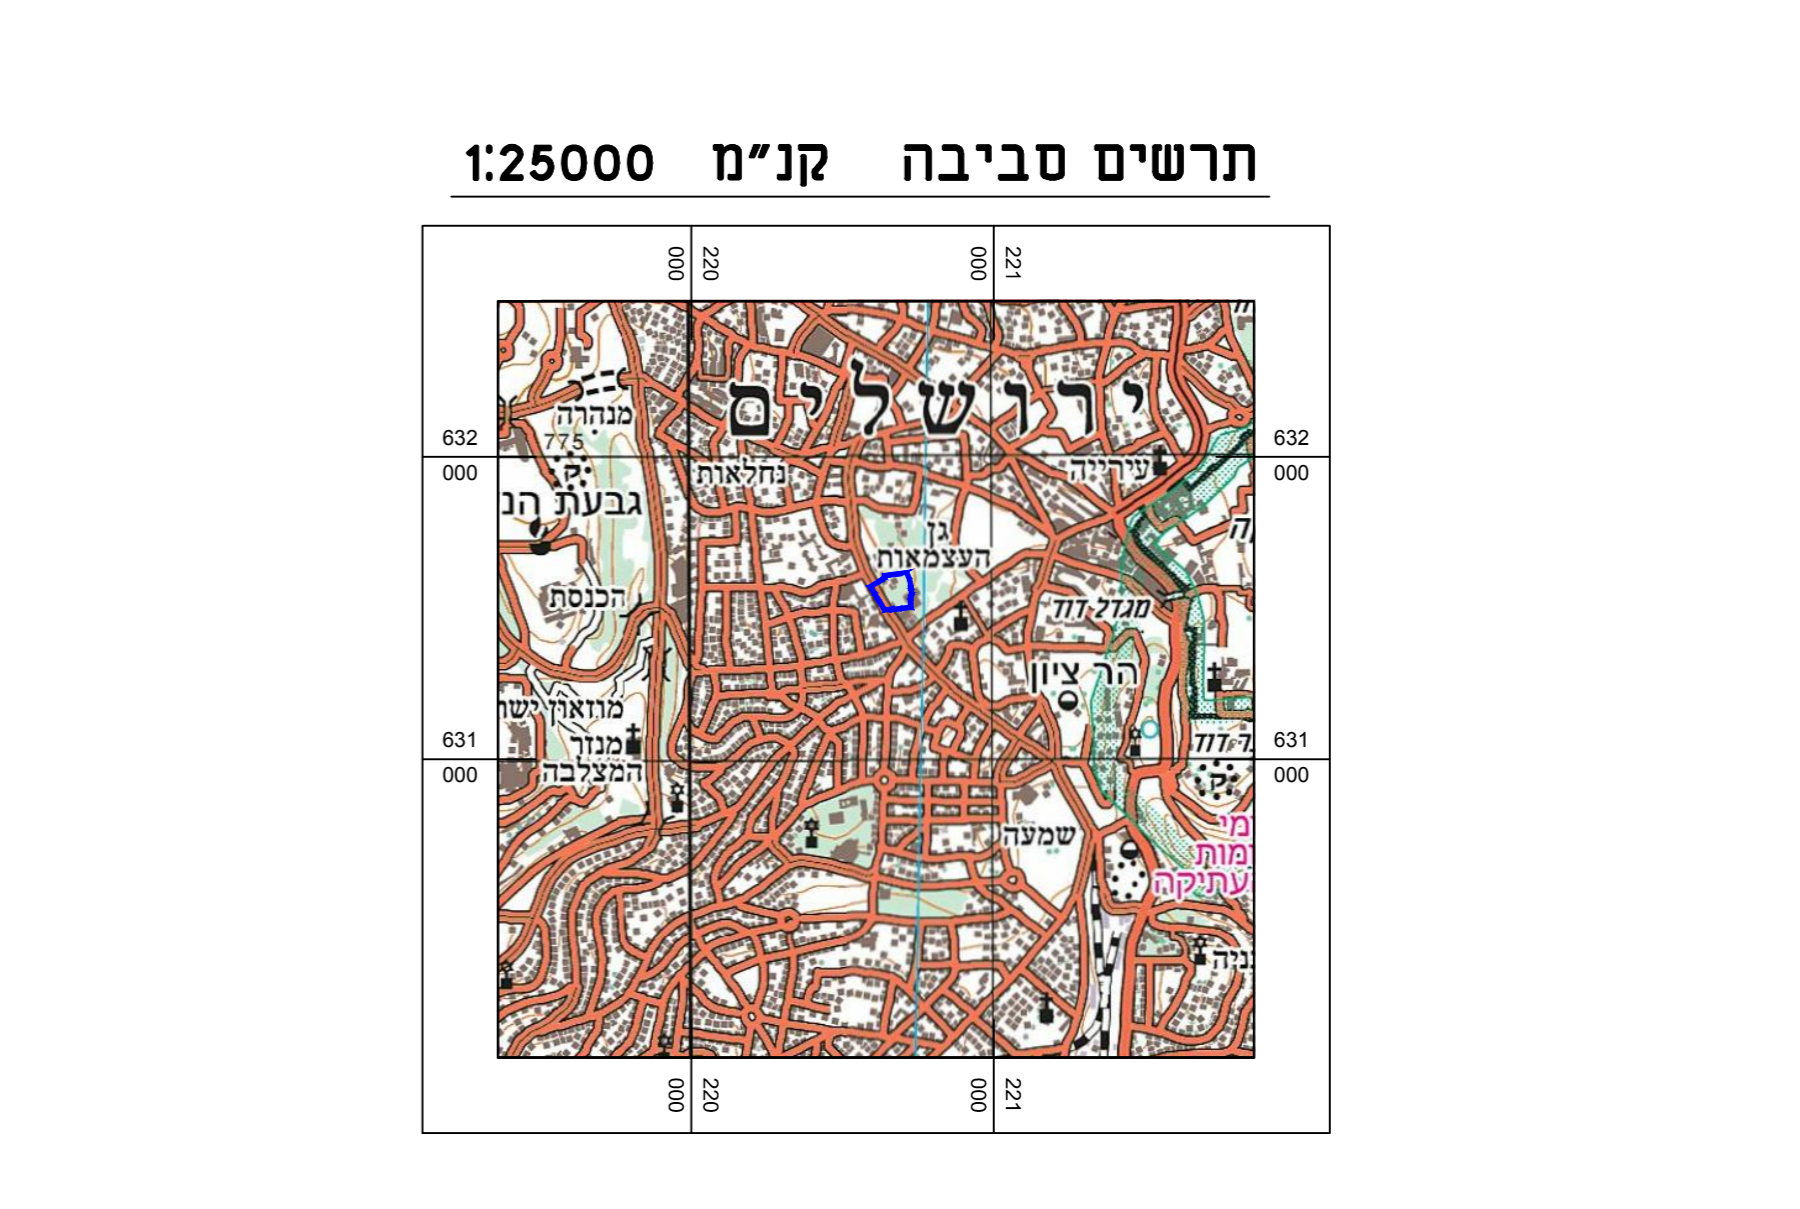 תרשים סביבה קנ"מ 1:25000
000 220 000 221
ירושלים
מנהרה
775
632 632
000 000
נחלאות
עירייה
ק
גבעת הנ
גן
העצמאות
הכנסת
מגדל דוד
הר ציון
מוזאון ישר
מנזר
המצלבה
631 631
000 000
ק
שמעה
העתיקה
000 220 000 221